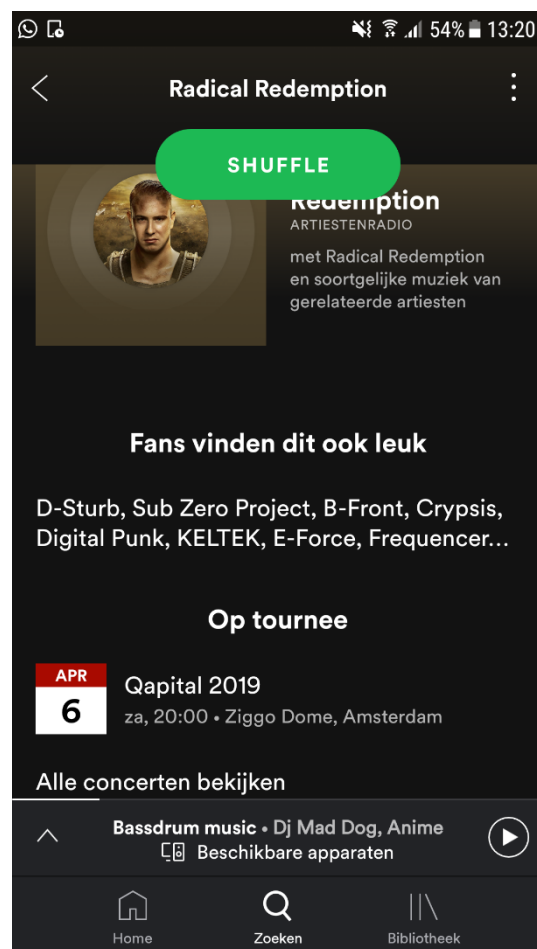 54% 13:20
Radical Redemption
SHUFFLE
Redemption
ARTIESTENRADIO
met Radical Redemption
en soortgelijke muziek van
gerelateerde artiesten
Fans vinden dit ook leuk
D-Sturb, Sub Zero Project, B-Front, Crypsis,
Digital Punk, KELTEK, E-Force, Frequencer...
Op tournee
APR
6
Qapital 2019
za, 20:00 • Ziggo Dome, Amsterdam
Alle concerten bekijken
Bassdrum music • Dj Mad Dog, Anime
Beschikbare apparaten
Home Zoeken Bibliotheek